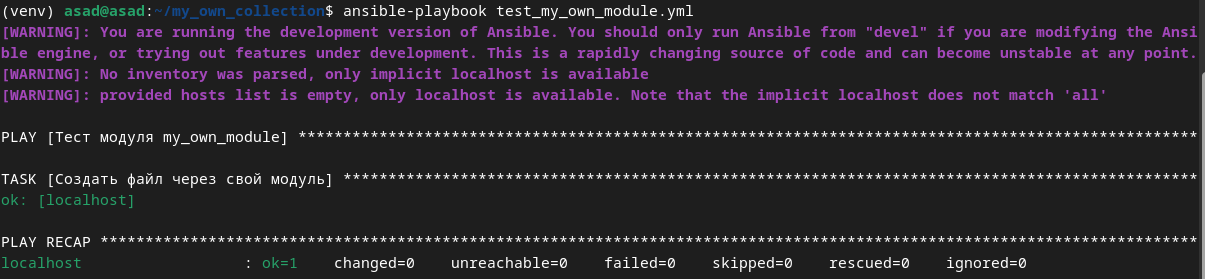 (venv) asad@asad:~/my_own_collection$ ansible-playbook test_my_own_module.yml
[WARNING]: You are running the development version of Ansible. You should only run Ansible from "devel" if you are modifying the Ansi
ble engine, or trying out features under development. This is a rapidly changing source of code and can become unstable at any point.
[WARNING]: No inventory was parsed, only implicit localhost is available
[WARNING]: provided hosts list is empty, only localhost is available. Note that the implicit localhost does not match 'all'
PLAY [Тест модуля my_own_module] ****************************************************************************************************
TASK [Создать файл через свой модуль] ***********************************************************************************************
ok: [localhost]
PLAY RECAP **************************************************************************************************************************
localhost                  : ok=1    changed=0    unreachable=0    failed=0    skipped=0    rescued=0    ignored=0